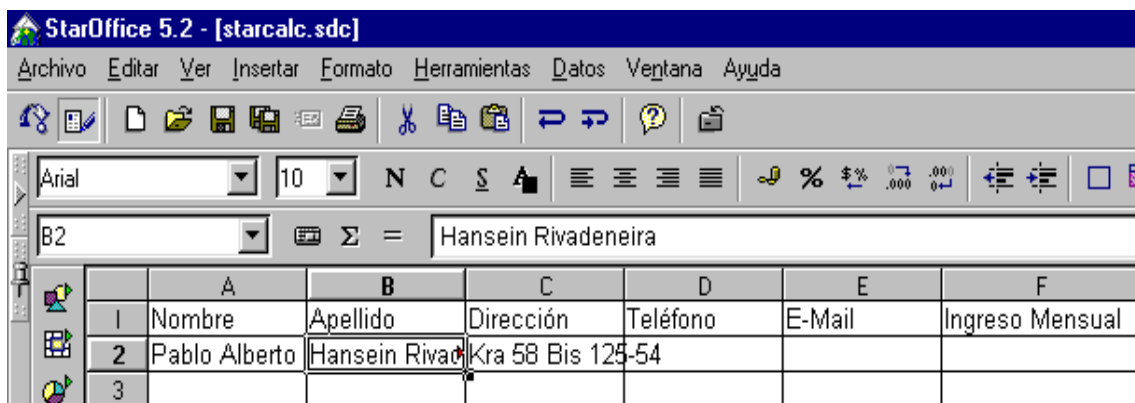 StarOffice 5.2 - [starcalc.sdc]
Archivo Editar Ver Insertar Formato Herramientas Datos Ventana Ayuda
Arial 10 N C S A % $% .000 .000
B2 Σ = Hansein Rivadeneira
A B C D E F
1 Nombre Apellido Dirección Teléfono E-Mail Ingreso Mensual
2 Pablo Alberto Hansein Rivad Kra 58 Bis 125-54
3